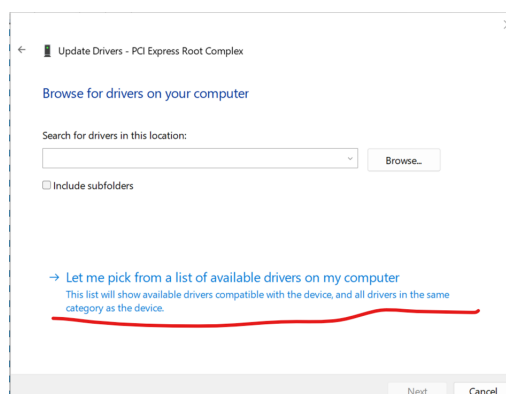 Update Drivers - PCI Express Root Complex
Browse for drivers on your computer
Search for drivers in this location:
Browse...
Include subfolders
Let me pick from a list of available drivers on my computer
This list will show available drivers compatible with the device, and all drivers in the same
category as the device.
Next Cancel